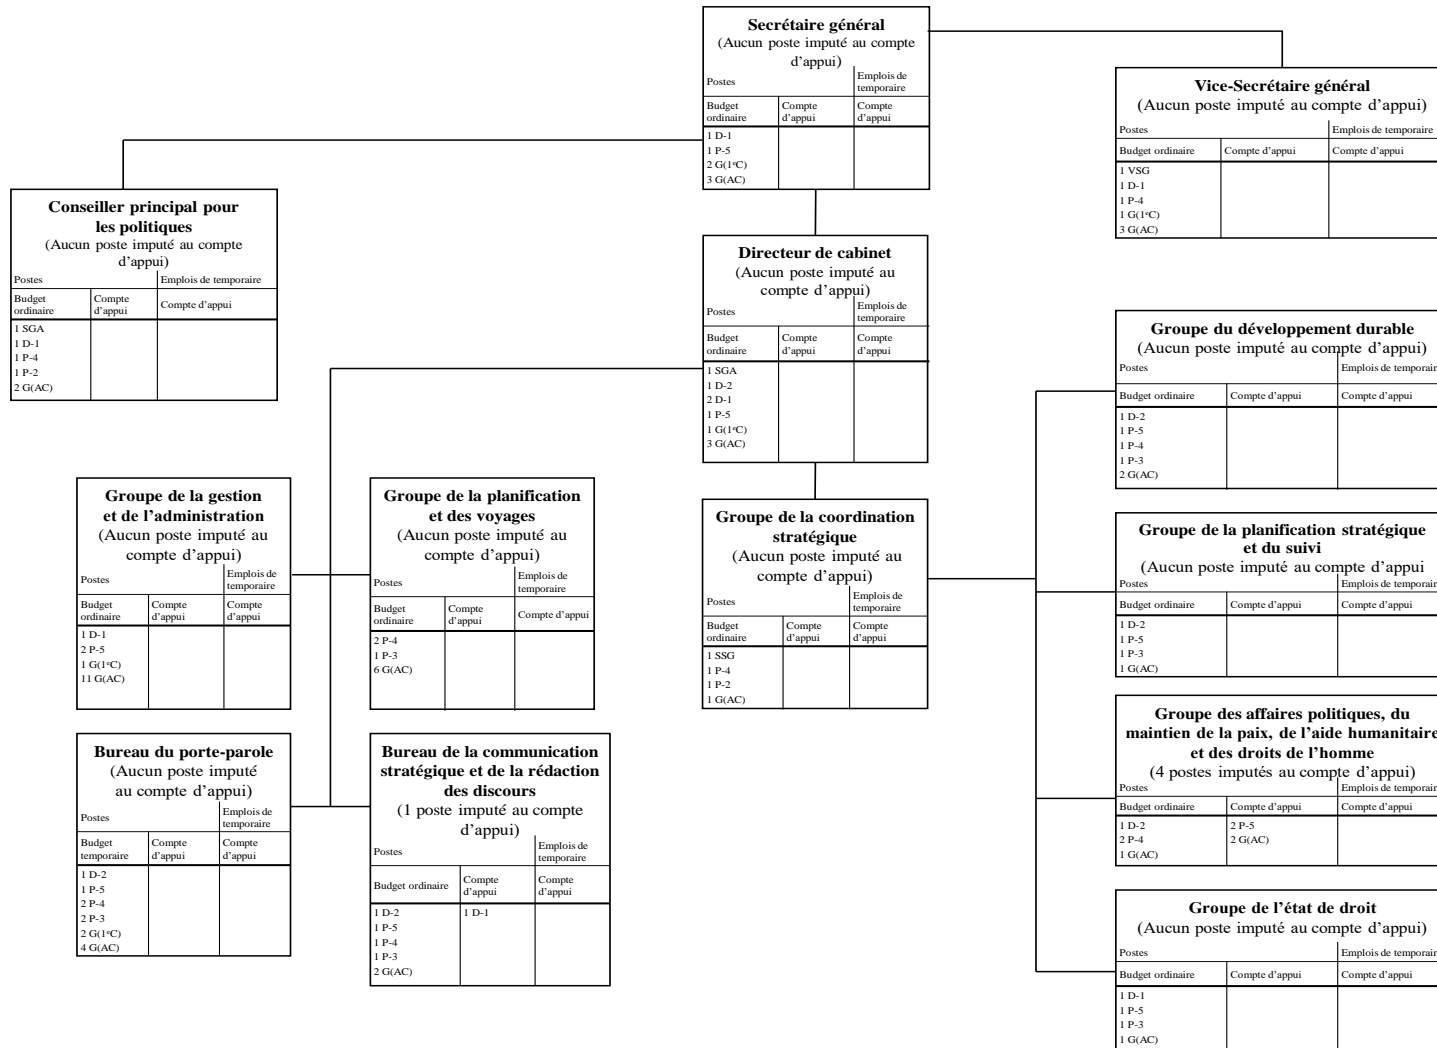 Secrétaire général
(Aucun poste imputé au compte
d'appui)
Postes
Emplois de
temporaire
Budget
ordinaire
Compte
d'appui
Compte
d'appui
1 D-1
1 P-5
2 G(1eC)
3 G(AC)
Vice-Secrétaire général
(Aucun poste imputé au compte d'appui)
Postes
Emplois de temporaire
Budget ordinaire
Compte d'appui
Compte d'appui
1 VSG
1 D-1
1 P-4
1 G(1eC)
3 G(AC)
Conseiller principal pour
les politiques
(Aucun poste imputé au compte
d'appui)
Postes
Emplois de temporaire
Budget
ordinaire
Compte
d'appui
Compte d'appui
1 SGA
1 D-1
1 P-4
1 P-2
2 G(AC)
Directeur de cabinet
(Aucun poste imputé au
compte d'appui)
Postes
Emplois de
temporaire
Budget
ordinaire
Compte
d'appui
Compte
d'appui
1 SGA
1 D-2
2 D-1
1 P-5
1 G(1eC)
3 G(AC)
Groupe du développement durable
(Aucun poste imputé au compte d'appui)
Postes
Emplois de temporair
Budget ordinaire
Compte d'appui
Compte d'appui
1 D-2
1 P-5
1 P-4
1 P-3
2 G(AC)
Groupe de la gestion
et de l'administration
(Aucun poste imputé au
compte d'appui)
Postes
Emplois de
temporaire
Budget
ordinaire
Compte
d'appui
Compte
d'appui
1 D-1
2 P-5
1 G(1eC)
11 G(AC)
Groupe de la planification
et des voyages
(Aucun poste imputé au
compte d'appui)
Postes
Emplois de
temporaire
Budget
ordinaire
Compte
d'appui
Compte d'appui
2 P-4
1 P-3
6 G(AC)
Groupe de la coordination
stratégique
(Aucun poste imputé au
compte d'appui)
Postes
Emplois de
temporaire
Budget
ordinaire
Compte
d'appui
Compte
d'appui
1 SSG
1 P-4
1 P-2
1 G(AC)
Groupe de la planification stratégique
et du suivi
(Aucun poste imputé au compte d'appui
Postes
Emplois de temporair
Budget ordinaire
Compte d'appui
Compte d'appui
1 D-2
1 P-5
1 P-3
1 G(AC)
Groupe des affaires politiques, du
maintien de la paix, de l'aide humanitaire
et des droits de l'homme
(4 postes imputés au compte d'appui)
Postes
Emplois de temporair
Budget ordinaire
Compte d'appui
Compte d'appui
1 D-2
2 P-4
1 G(AC)
2 P-5
2 G(AC)
Bureau du porte-parole
(Aucun poste imputé
au compte d'appui)
Postes
Emplois de
temporaire
Budget
temporaire
Compte
d'appui
Compte
d'appui
1 D-2
1 P-5
2 P-4
2 P-3
2 G(1eC)
4 G(AC)
Bureau de la communication
stratégique et de la rédaction
des discours
(1 poste imputé au compte
d'appui)
Postes
Emplois de
temporaire
Budget ordinaire
Compte
d'appui
Compte
d'appui
1 D-2
1 P-5
1 P-4
1 P-3
2 G(AC)
1 D-1
Groupe de l'état de droit
(Aucun poste imputé au compte d'appui)
Postes
Emplois de temporair
Budget ordinaire
Compte d'appui
Compte d'appui
1 D-1
1 P-5
1 P-3
1 G(AC)